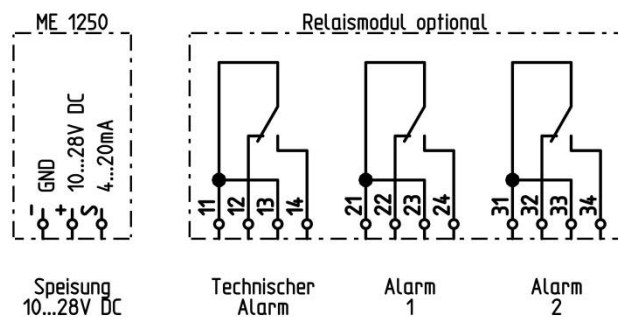 ME 1250
Relaismodul optional
GND
10...28V DC
4...20mA
-
+
S
11
12
13
14
21
22
23
24
31
32
33
34
Speisung
10...28V DC
Technischer
Alarm
Alarm
1
Alarm
2